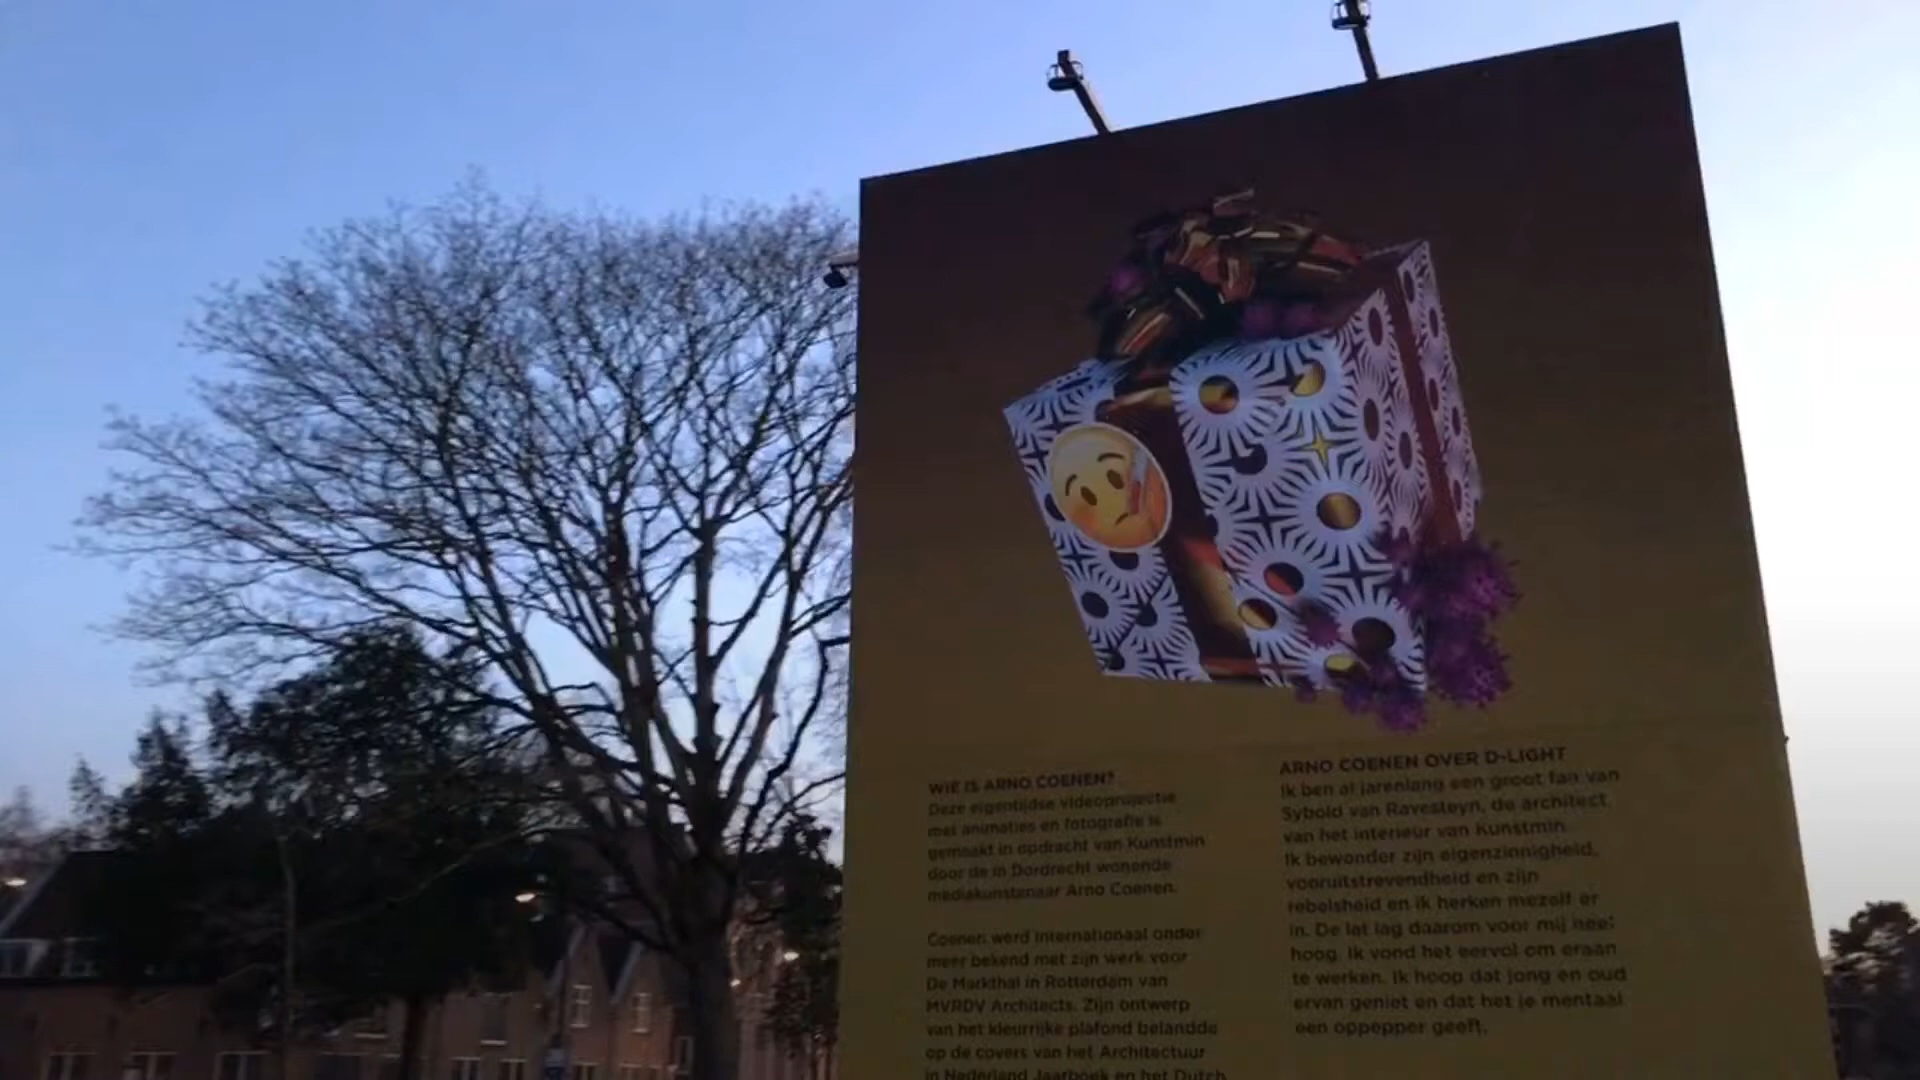 WIE IS ARNO COENEN?
Deze eigentijdse videoprojectie
met animaties en fotografie is
gemaakt in opdracht van Kunstmin
door de in Dordrecht wonende
mediakunstenaar Arno Coenen.
Coenen werd internationaal onder
meer bekend met zijn werk voor
De Markthal in Rotterdam van
MVRDV Architects. Zijn ontwerp
van het kleurrijke plafond belandde
op de covers van het Architectuur
in Nederland Jaarboek en het Dutch
ARNO COENEN OVER D-LIGHT
Ik ben al jarenlang een groot fan van
Sybold van Ravesteyn, de architect
van het interieur van Kunstmin.
Ik bewonder zijn eigenzinnigheid,
vooruitstrevendheid en zijn
rebelsheid en ik herken mezelf er
in. De lat lag daarom voor mij heel
hoog. Ik vond het eervol om eraan
te werken. Ik hoop dat jong en oud
ervan geniet en dat het je mentaal
een oppepper geeft.